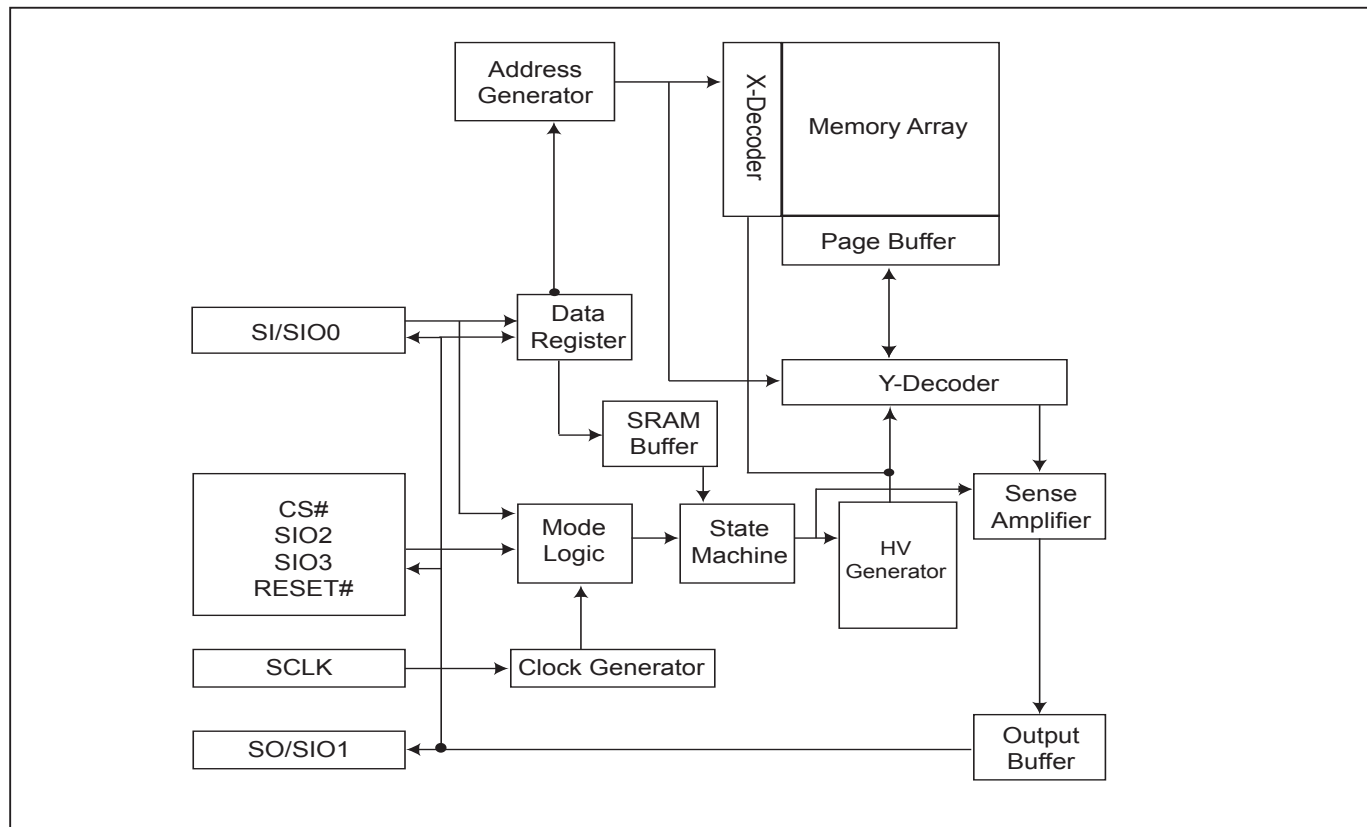 Address
Generator
X-Decoder
Memory Array
Page Buffer
SI/SIO0
Data
Register
Y-Decoder
SRAM
Buffer
CS#
SIO2
SIO3
RESET#
Mode
Logic
State
Machine
HV
Generator
Sense
Amplifier
SCLK
Clock Generator
SO/SIO1
Output
Buffer